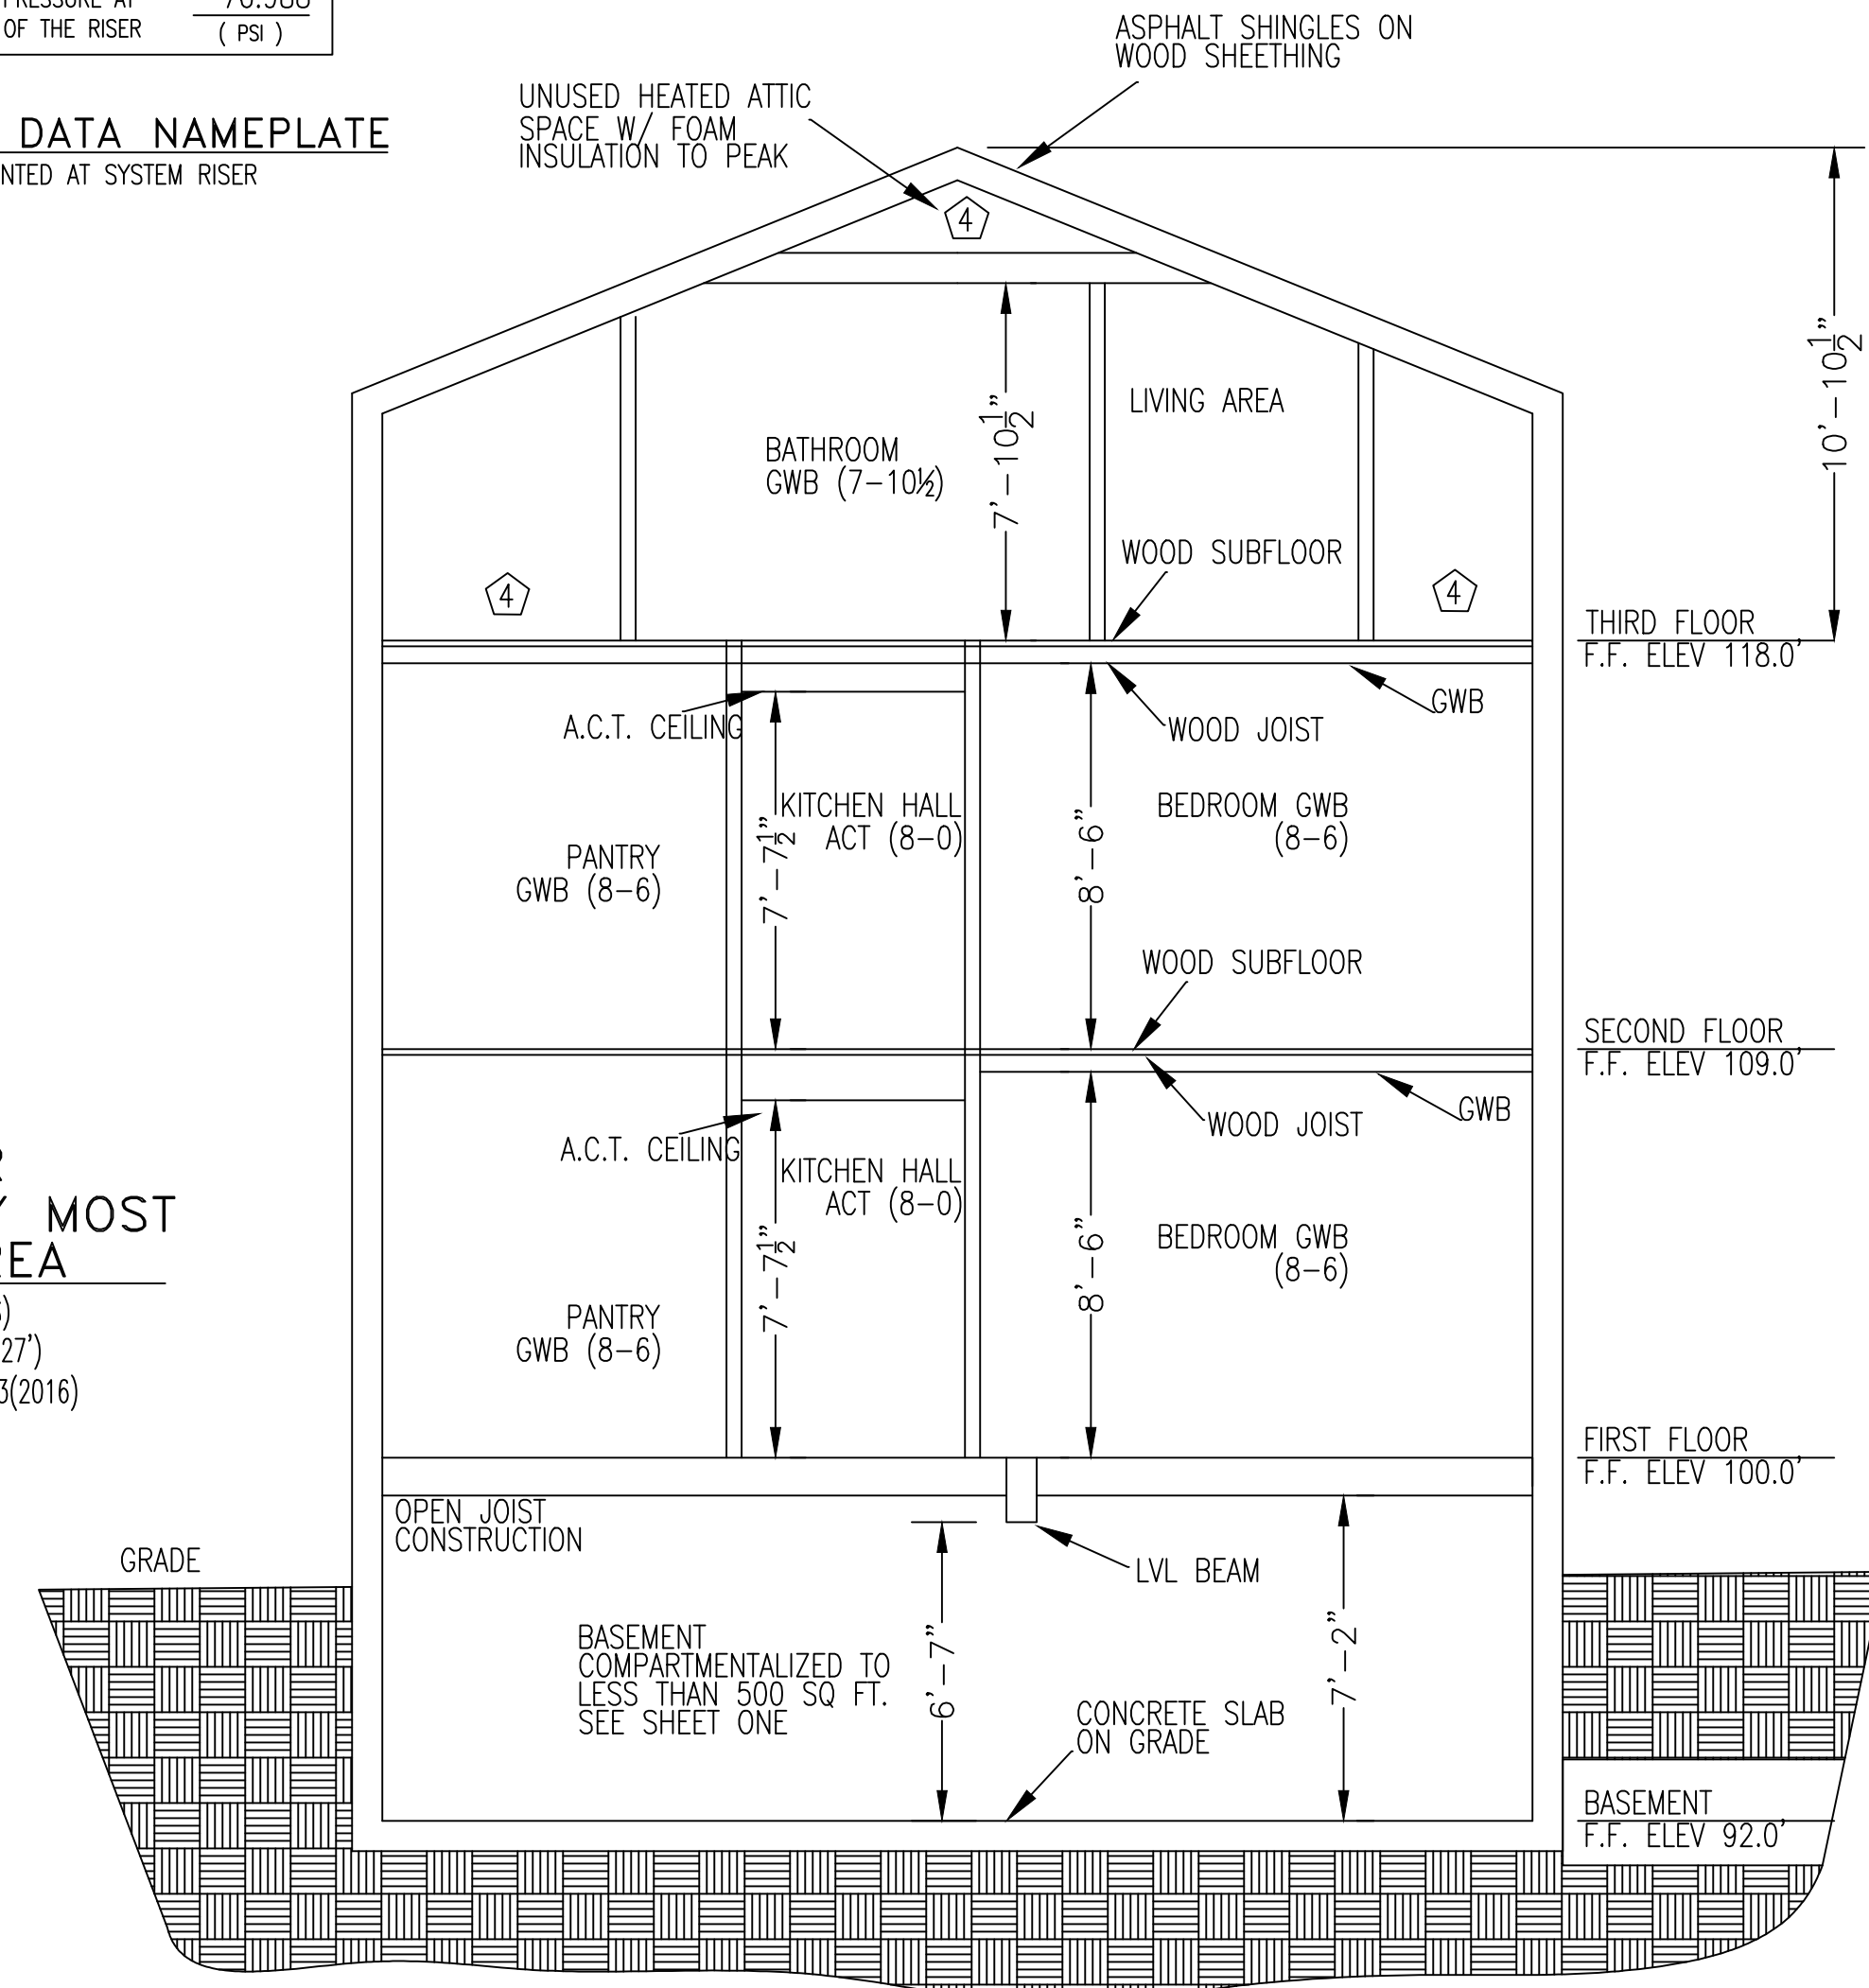 OF THE RISER
( PSI )
DATA NAMEPLATE
AT SYSTEM RISER
ASPHALT SHINGLES ON
WOOD SHEETHING
UNUSED HEATED ATTIC
SPACE W/ FOAM
INSULATION TO PEAK
4
10'-10½"
LIVING AREA
7'-10½"
BATHROOM
GWB (7-10½)
WOOD SUBFLOOR
4
4
THIRD FLOOR
F.F. ELEV 118.0'
GWB
A.C.T. CEILING
WOOD JOIST
KITCHEN HALL
ACT (8-0)
7'-7½"
BEDROOM GWB
(8-6)
8'-6"
PANTRY
GWB (8-6)
WOOD SUBFLOOR
SECOND FLOOR
F.F. ELEV 109.0'
GWB
WOOD JOIST
A.C.T. CEILING
KITCHEN HALL
ACT (8-0)
7'-7½"
BEDROOM GWB
(8-6)
8'-6"
MOST
PANTRY
GWB (8-6)
27')
3(2016)
FIRST FLOOR
F.F. ELEV 100.0'
OPEN JOIST
CONSTRUCTION
GRADE
LVL BEAM
BASEMENT
COMPARTMENTALIZED TO
LESS THAN 500 SQ FT.
SEE SHEET ONE
6'-7"
7'-2"
CONCRETE SLAB
ON GRADE
BASEMENT
F.F. ELEV 92.0'